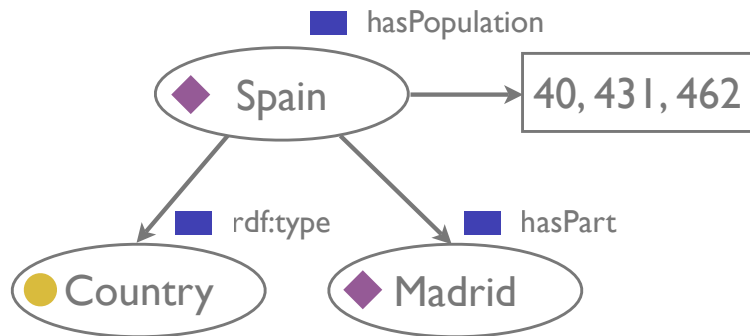 hasPopulation
Spain
40, 431, 462
rdf:type
hasPart
Country
Madrid